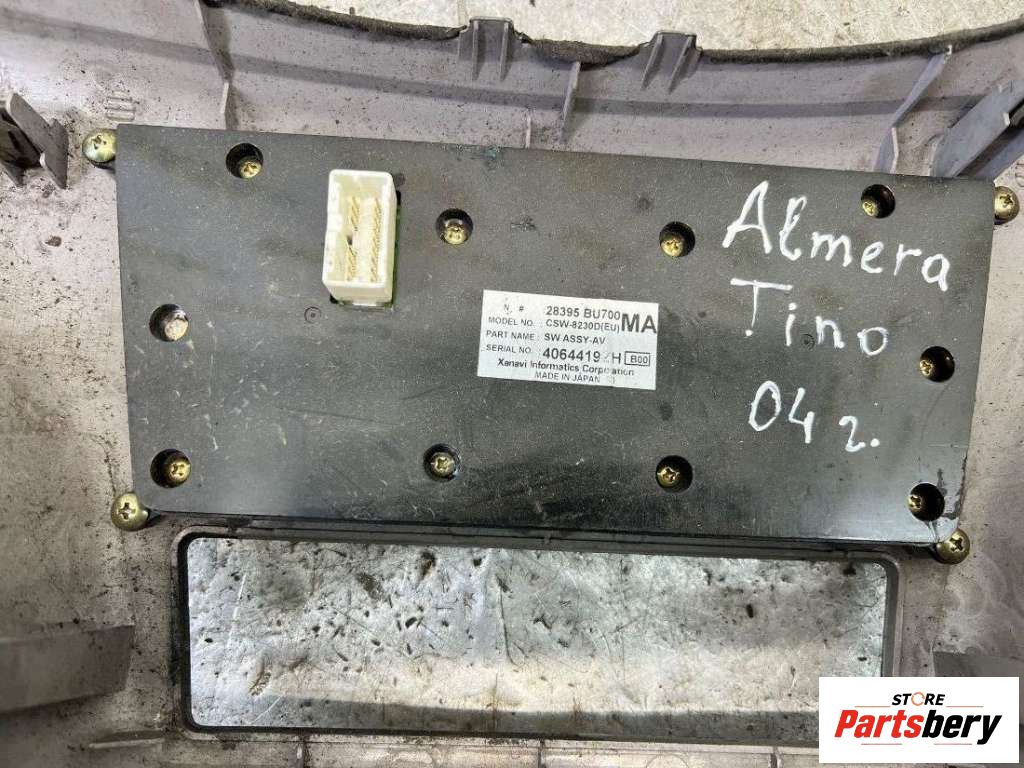 N. # 28395 BU700 MA
MODEL NO. : CSW-8230D(EU)
PART NAME : SW ASSY-AV
SERIAL NO. B00
Xanavi Informatics Corporation
MADE IN JAPAN
Almera
Tino
04 г.
STORE
Partsbery